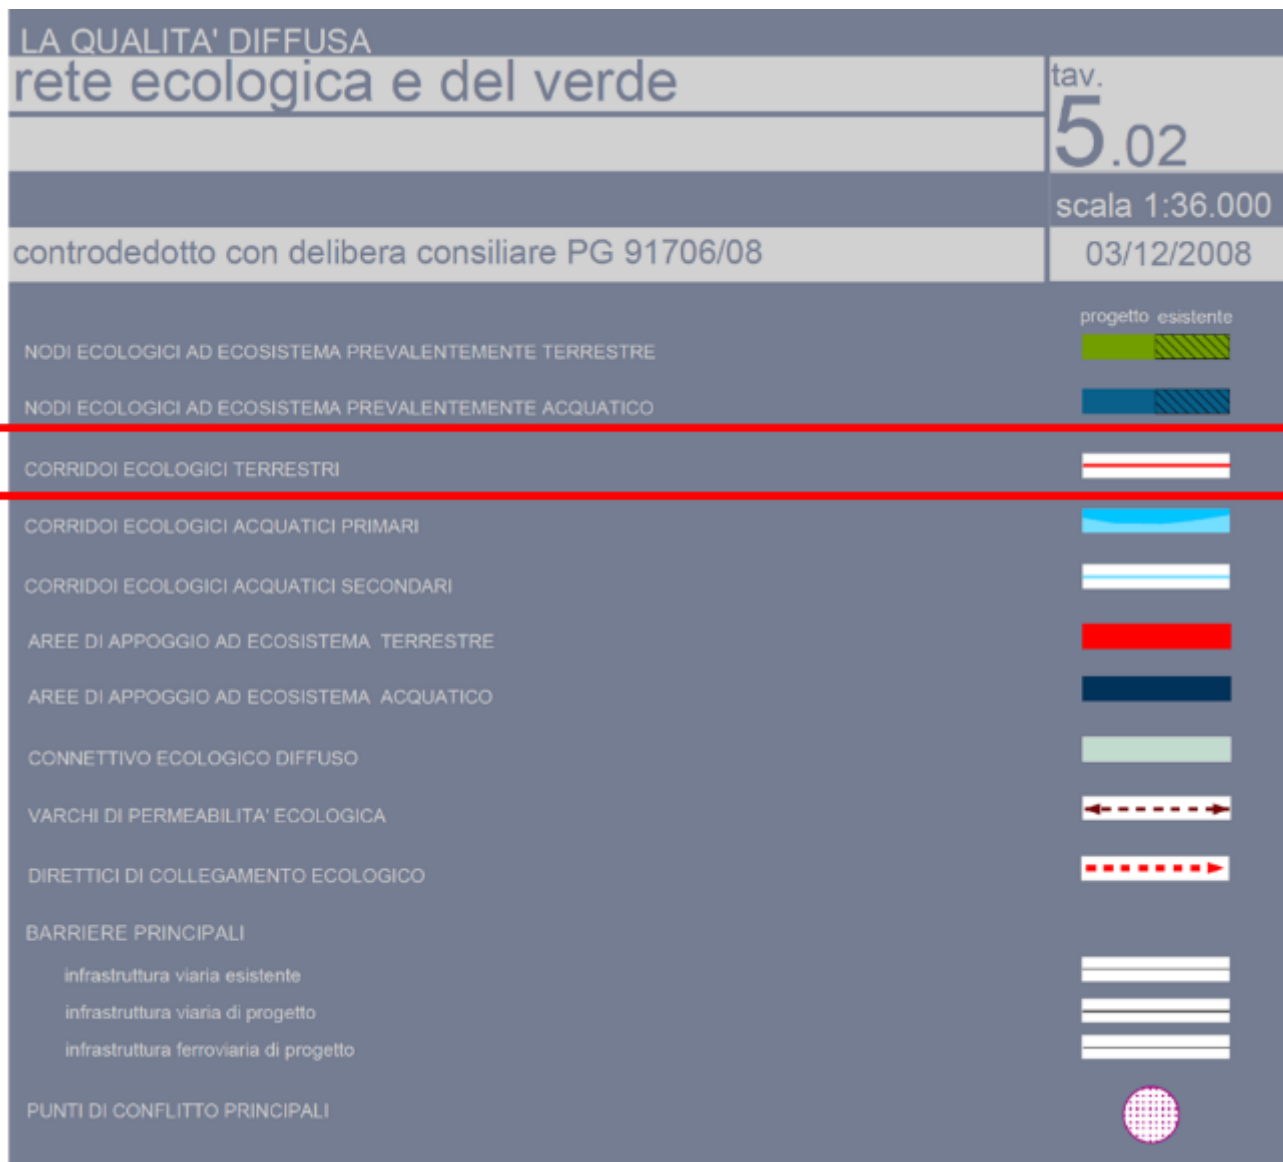 LA QUALITA' DIFFUSA
rete ecologica e del verde
tav.
5.02
scala 1:36.000
controdedotto con delibera consiliare PG 91706/08
03/12/2008
progetto esistente
NODI ECOLOGICI AD ECOSISTEMA PREVALENTEMENTE TERRESTRE
NODI ECOLOGICI AD ECOSISTEMA PREVALENTEMENTE ACQUATICO
CORRIDOI ECOLOGICI TERRESTRI
CORRIDOI ECOLOGICI ACQUATICI PRIMARI
CORRIDOI ECOLOGICI ACQUATICI SECONDARI
AREE DI APPOGGIO AD ECOSISTEMA TERRESTRE
AREE DI APPOGGIO AD ECOSISTEMA ACQUATICO
CONNETTIVO ECOLOGICO DIFFUSO
VARCHI DI PERMEABILITA' ECOLOGICA
DIRETTICI DI COLLEGAMENTO ECOLOGICO
BARRIERE PRINCIPALI
infrastruttura viaria esistente
infrastruttura viaria di progetto
infrastruttura ferroviaria di progetto
PUNTI DI CONFLITTO PRINCIPALI